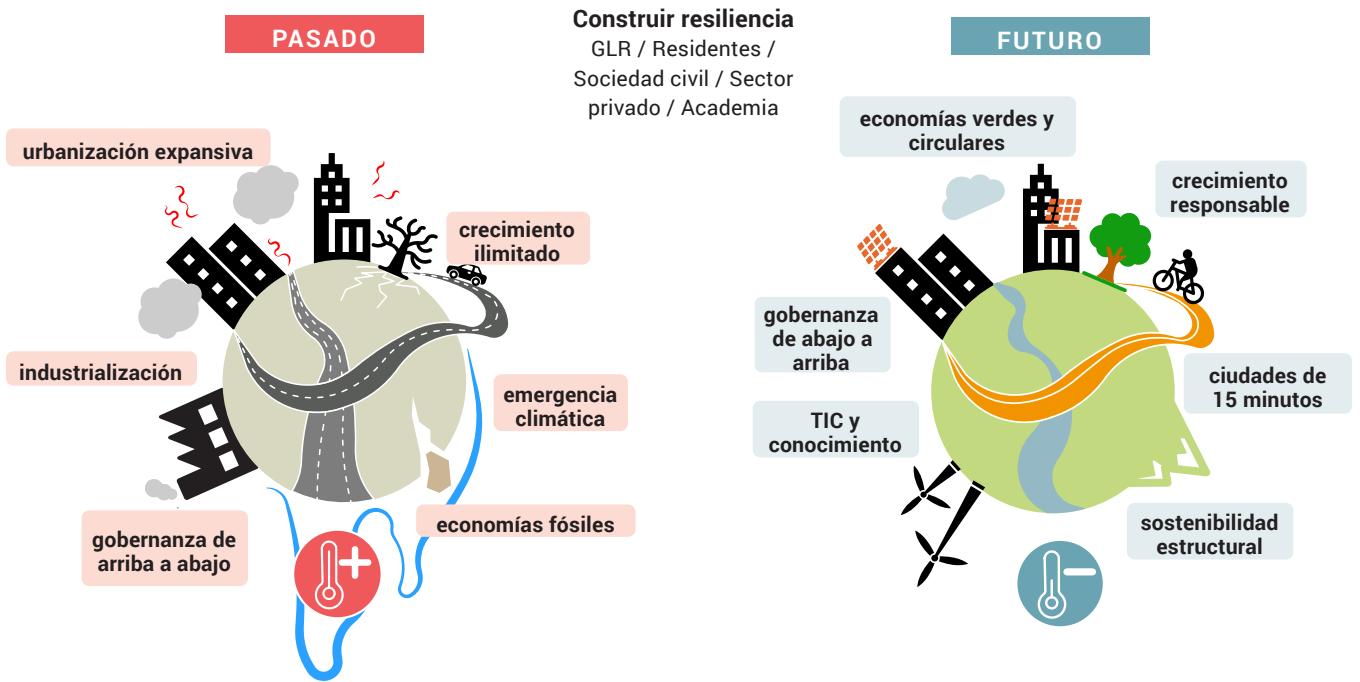 PASADO
Construir resiliencia
GLR / Residentes /
Sociedad civil / Sector
privado / Academia
FUTURO
urbanización expansiva
crecimiento
ilimitado
industrialización
emergencia
climática
gobernanza de
arriba a abajo
economías fósiles
economías verdes y
circulares
crecimiento
responsable
gobernanza
de abajo a
arriba
ciudades de
15 minutos
TIC y
conocimiento
sostenibilidad
estructural